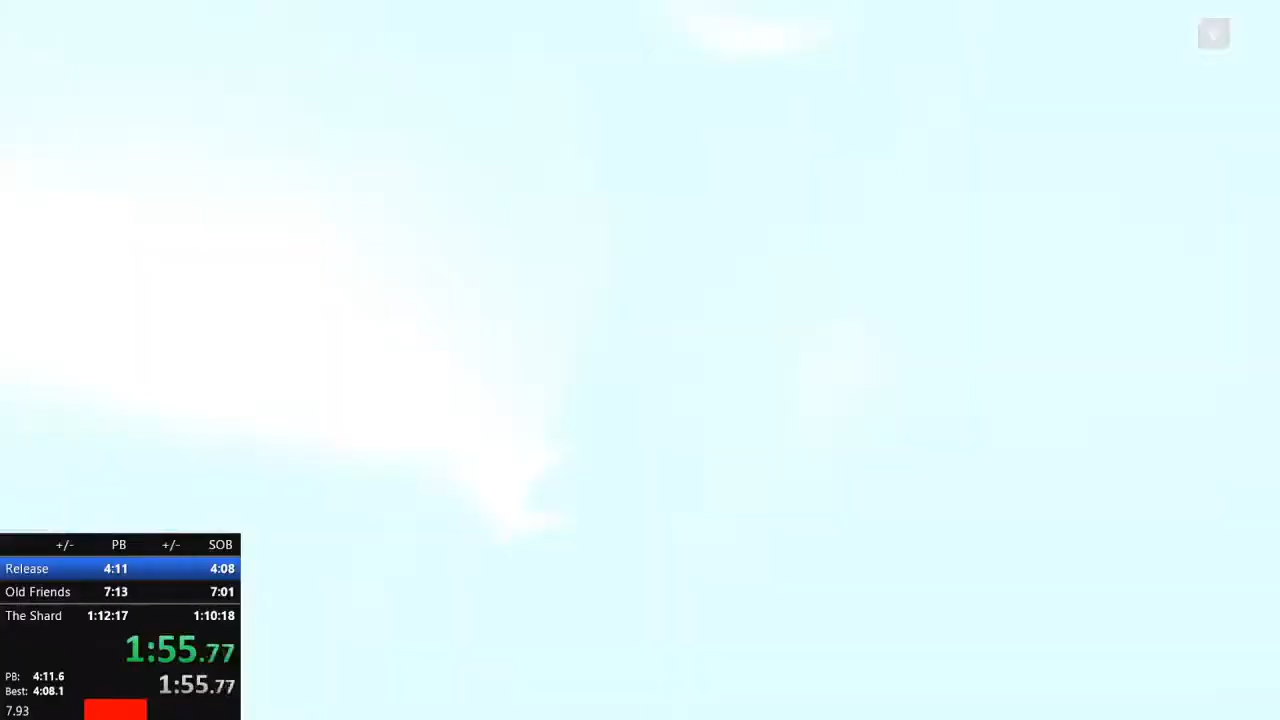 +/- PB +/- SOB
Release 4:11 4:08
Old Friends 7:13 7:01
The Shard 1:12:17 1:10:18
1:55.77
PB: 4:11.6
Best: 4:08.1
1:55.77
7.93